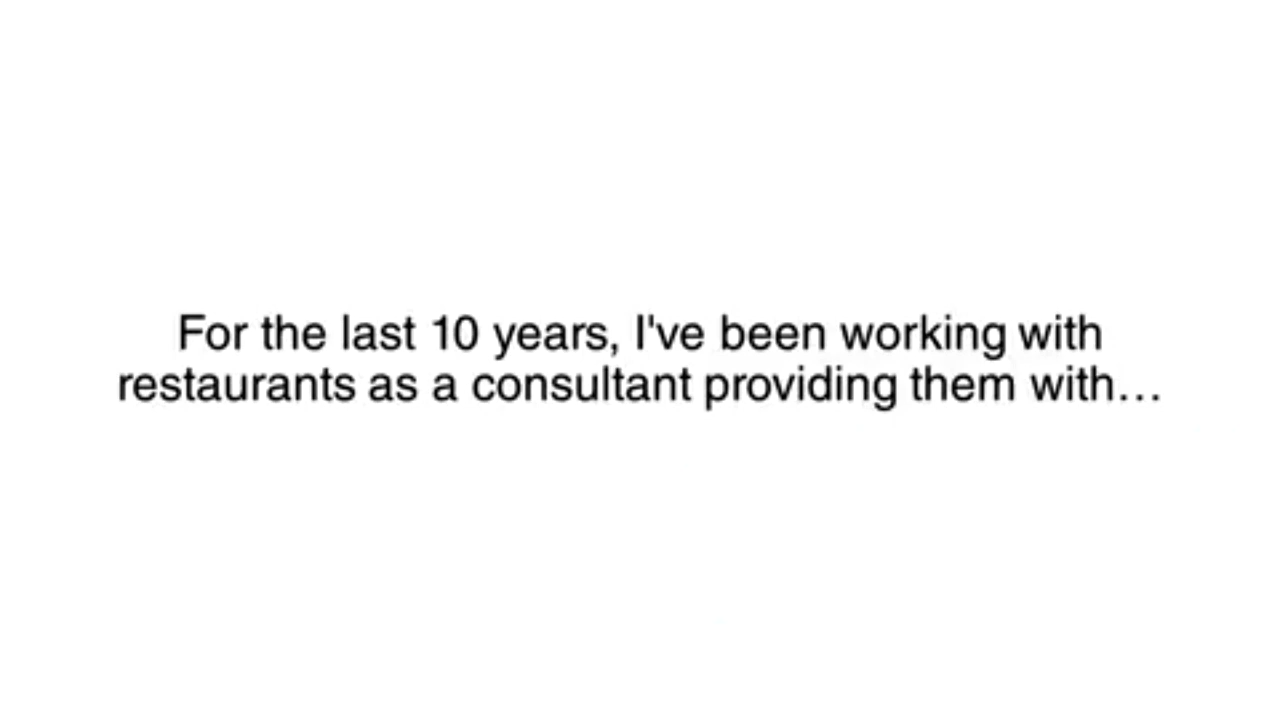 For the last 10 years, I've been working with
restaurants as a consultant providing them with…